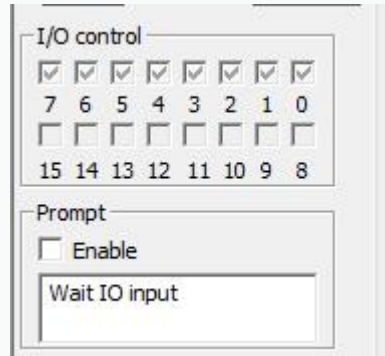 I/O control
7 6 5 4 3 2 1 0
15 14 13 12 11 10 9 8
Prompt
Enable
Wait IO input